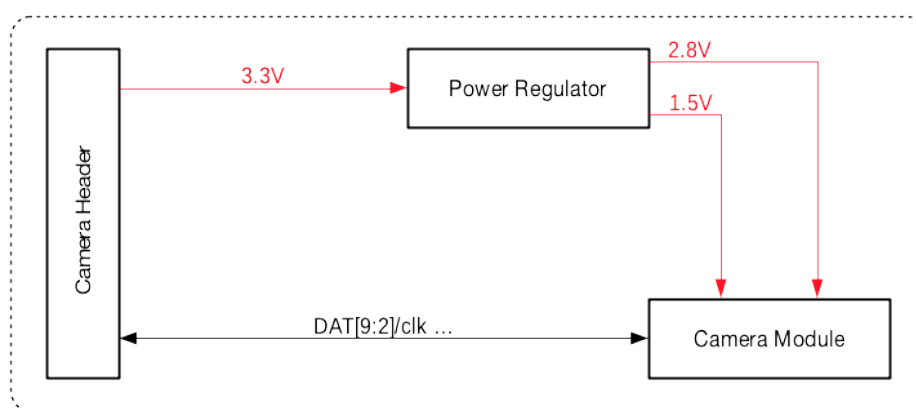 2.8V
3.3V
Power Regulator
1.5V
Camera Header
DAT[9:2]/clk ...
Camera Module